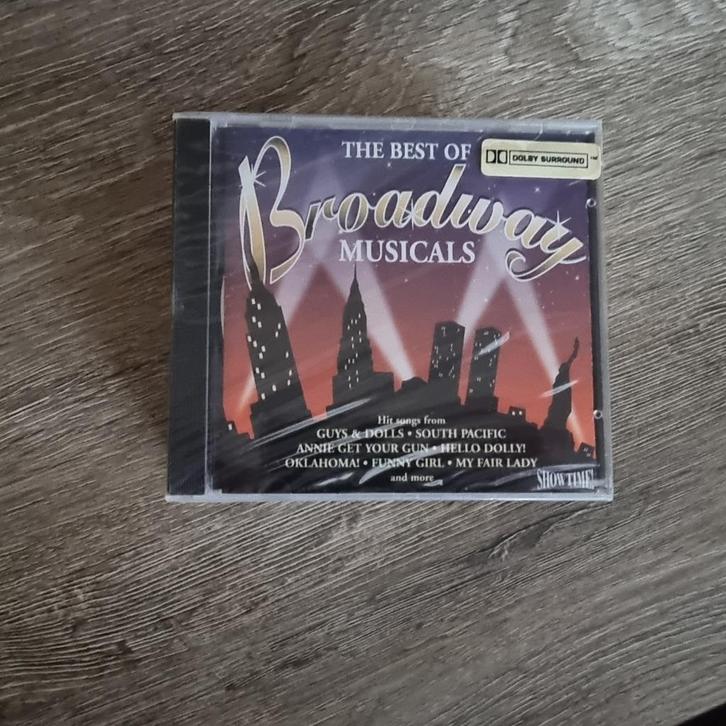 THE BEST OF
DOLBY SURROUND ™
Broadway
MUSICALS
Hit songs from
GUYS & DOLLS • SOUTH PACIFIC
ANNIE GET YOUR GUN • HELLO DOLLY!
OKLAHOMA! • FUNNY GIRL • MY FAIR LADY
and more
SHOWTIME!